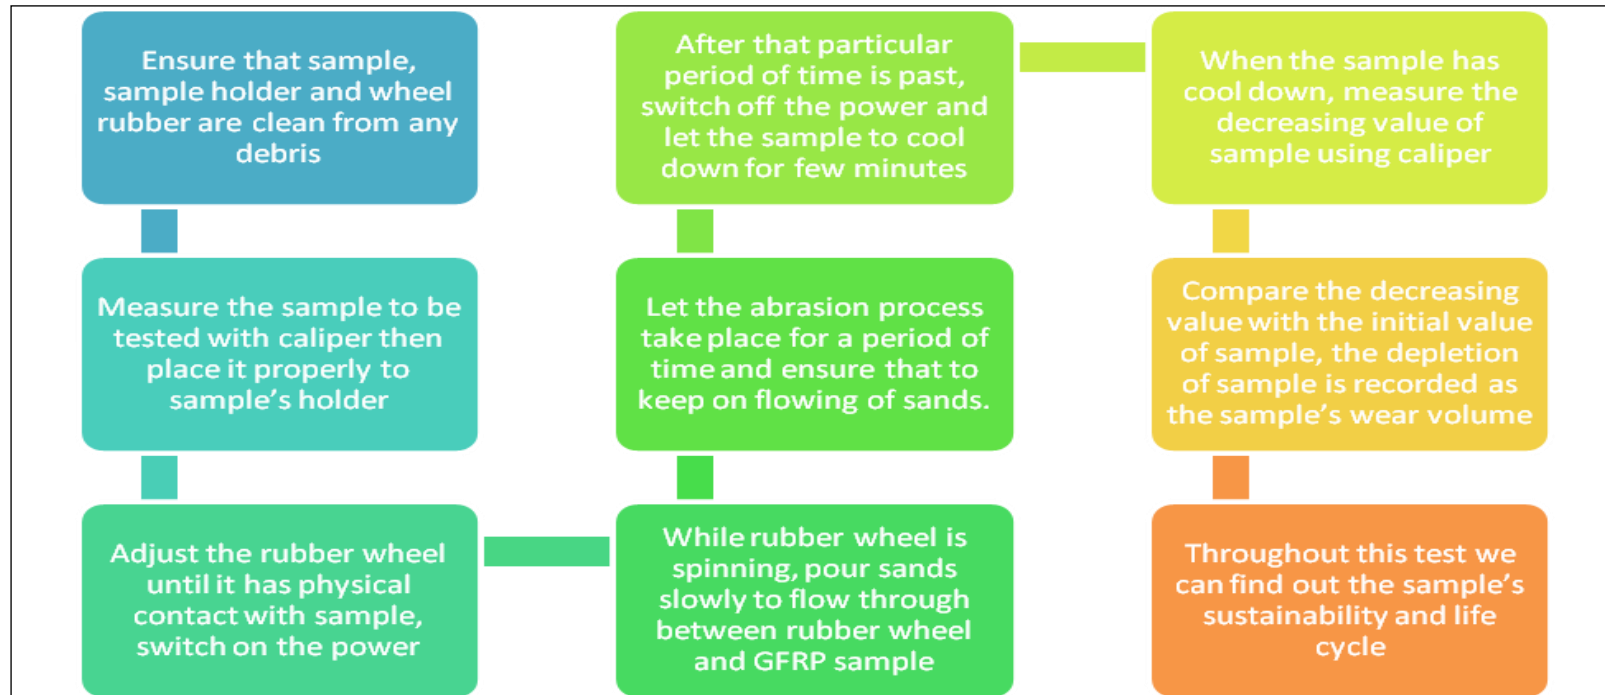 Ensure that sample,
sample holder and wheel
rubber are clean from any
debris
Measure the sample to be
tested with caliper then
place it properly to
sample's holder
Adjust the rubber wheel
until it has physical
contact with sample,
switch on the power
While rubber wheel is
spinning, pour sands
slowly to flow through
between rubber wheel
and GFRP sample
Let the abrasion process
take place for a period of
time and ensure that to
keep on flowing of sands.
After that particular
period of time is past,
switch off the power and
let the sample to cool
down for few minutes
When the sample has
cool down, measure the
decreasing value of
sample using caliper
Compare the decreasing
value with the initial value
of sample, the depletion
of sample is recorded as
the sample's wear volume
Throughout this test we
can find out the sample's
sustainability and life
cycle